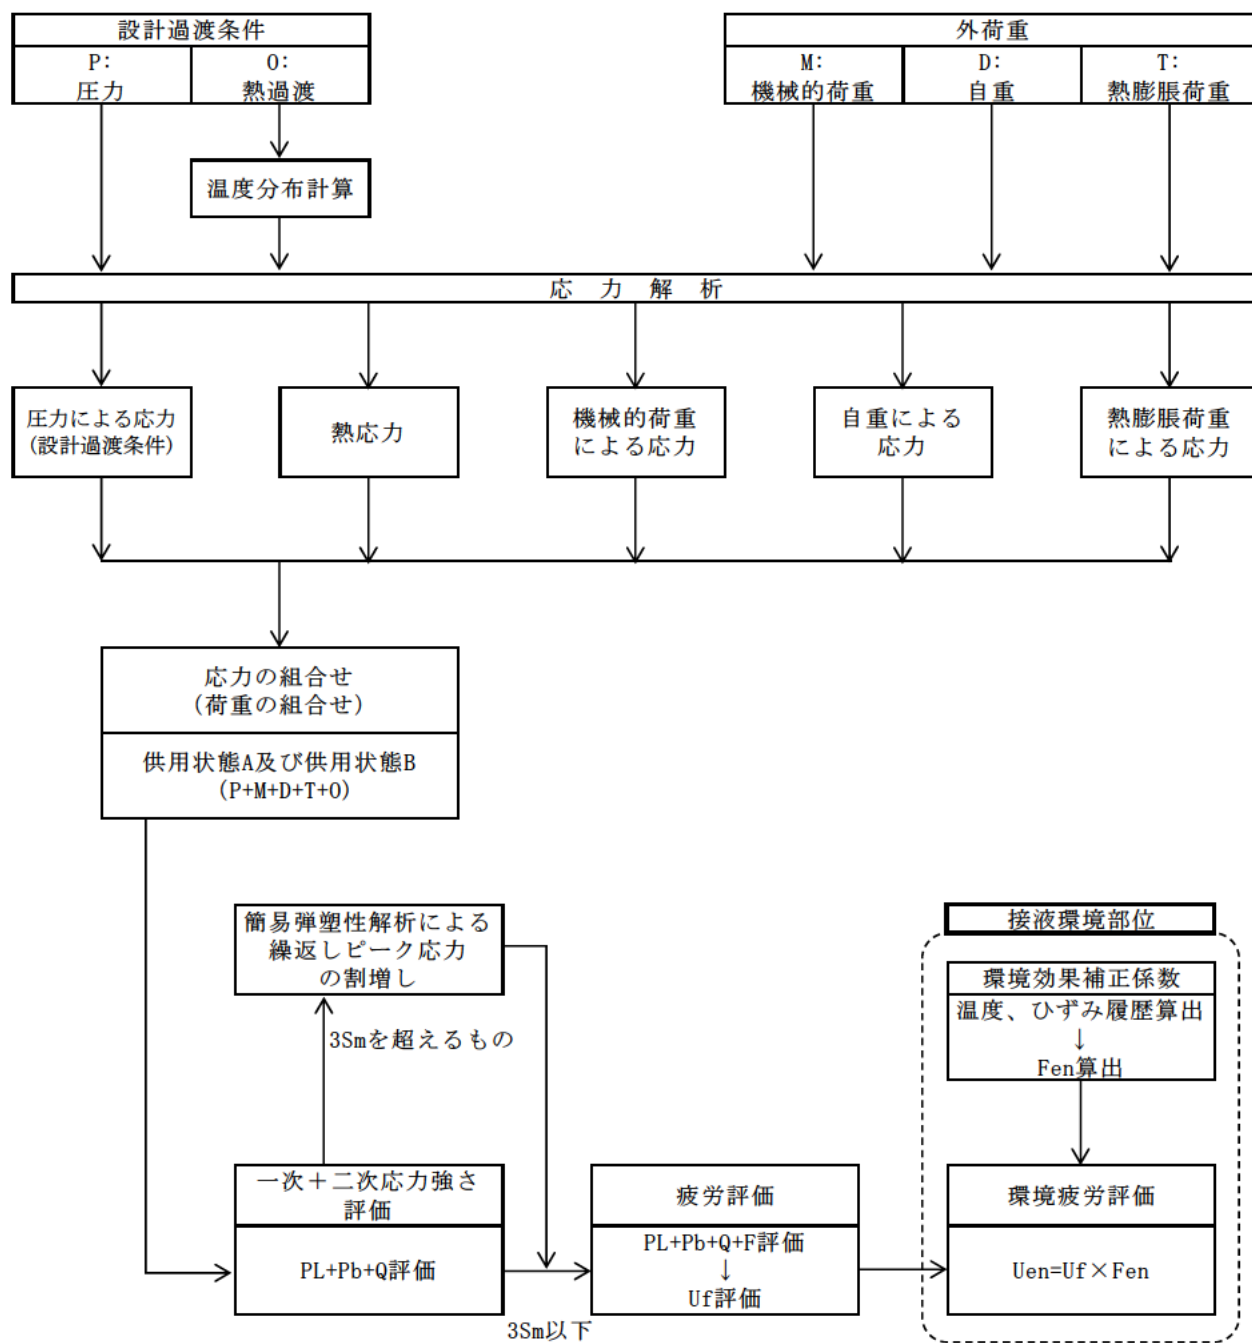 設計過渡条件
P:
圧力
O:
熱過渡
外荷重
M:
機械的荷重
D:
自重
T:
熱膨脹荷重
温度分布計算
応 力 解 析
圧力による応力
(設計過渡条件)
熱応力
機械的荷重
による応力
自重による
応力
熱膨脹荷重
による応力
応力の組合せ
(荷重の組合せ)
供用状態A及び供用状態B
(P+M+D+T+O)
簡易弾塑性解析による
繰返しピーク応力
の割増し
3Smを超えるもの
接液環境部位
環境効果補正係数
温度、ひずみ履歴算出
↓
Fen算出
一次+二次応力強さ
評価
PL+Pb+Q評価
3Sm以下
疲労評価
PL+Pb+Q+F評価
↓
Uf評価
環境疲労評価
Uen=Uf×Fen